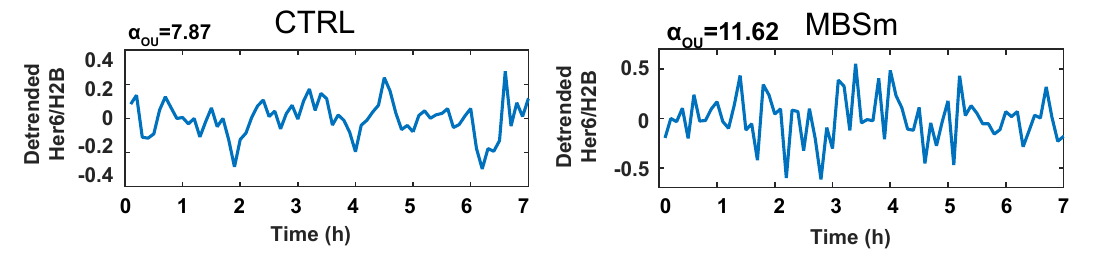 α_OU=7.87 CTRL
0.4
0.2
0
-0.2
-0.4
Detrended
Her6/H2B
0 1 2 3 4 5 6 7
Time (h)
α_OU=11.62 MBSm
0.5
0
-0.5
Detrended
Her6/H2B
0 1 2 3 4 5 6 7
Time (h)